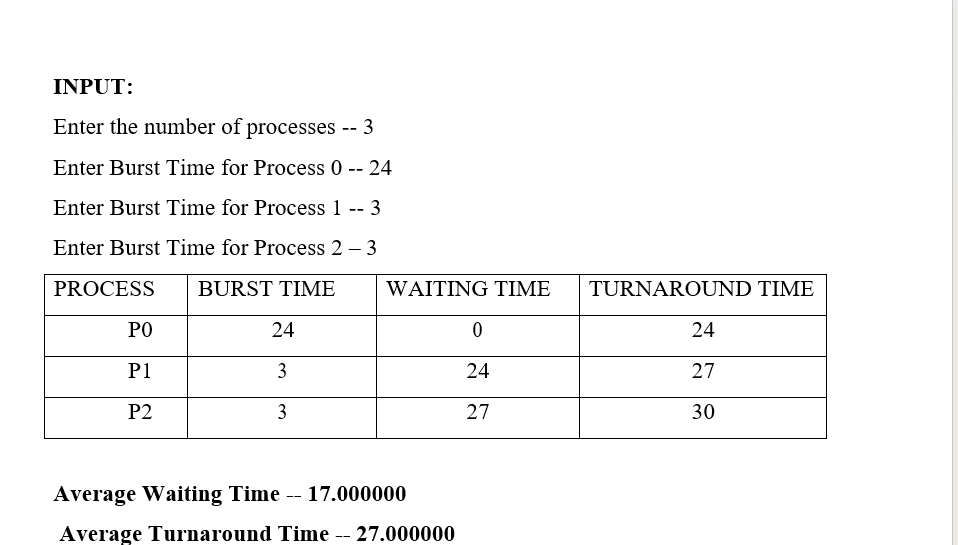 INPUT:
Enter the number of processes -- 3
Enter Burst Time for Process 0 -- 24
Enter Burst Time for Process 1 -- 3
Enter Burst Time for Process 2 – 3
PROCESS BURST TIME WAITING TIME TURNAROUND TIME
P0 24 0 24
P1 3 24 27
P2 3 27 30
Average Waiting Time -- 17.000000
Average Turnaround Time -- 27.000000